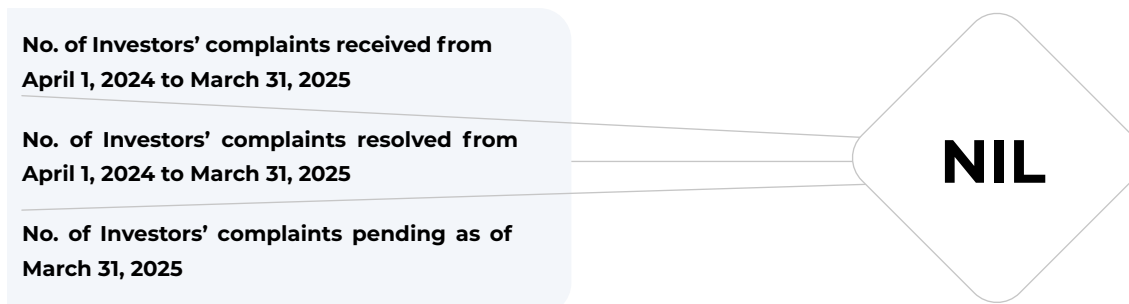 No. of Investors’ complaints received from
April 1, 2024 to March 31, 2025
No. of Investors’ complaints resolved from
April 1, 2024 to March 31, 2025
No. of Investors’ complaints pending as of
March 31, 2025
NIL